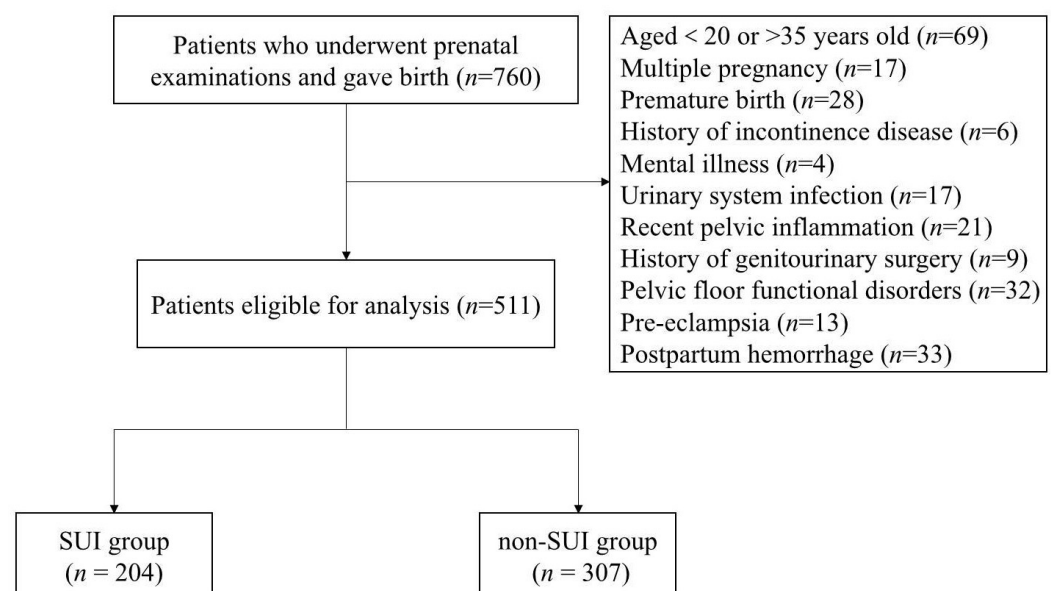 Patients who underwent prenatal
examinations and gave birth (n=760)
Aged < 20 or >35 years old (n=69)
Multiple pregnancy (n=17)
Premature birth (n=28)
History of incontinence disease (n=6)
Mental illness (n=4)
Urinary system infection (n=17)
Recent pelvic inflammation (n=21)
History of genitourinary surgery (n=9)
Pelvic floor functional disorders (n=32)
Pre-eclampsia (n=13)
Postpartum hemorrhage (n=33)
Patients eligible for analysis (n=511)
SUI group
(n = 204)
non-SUI group
(n = 307)